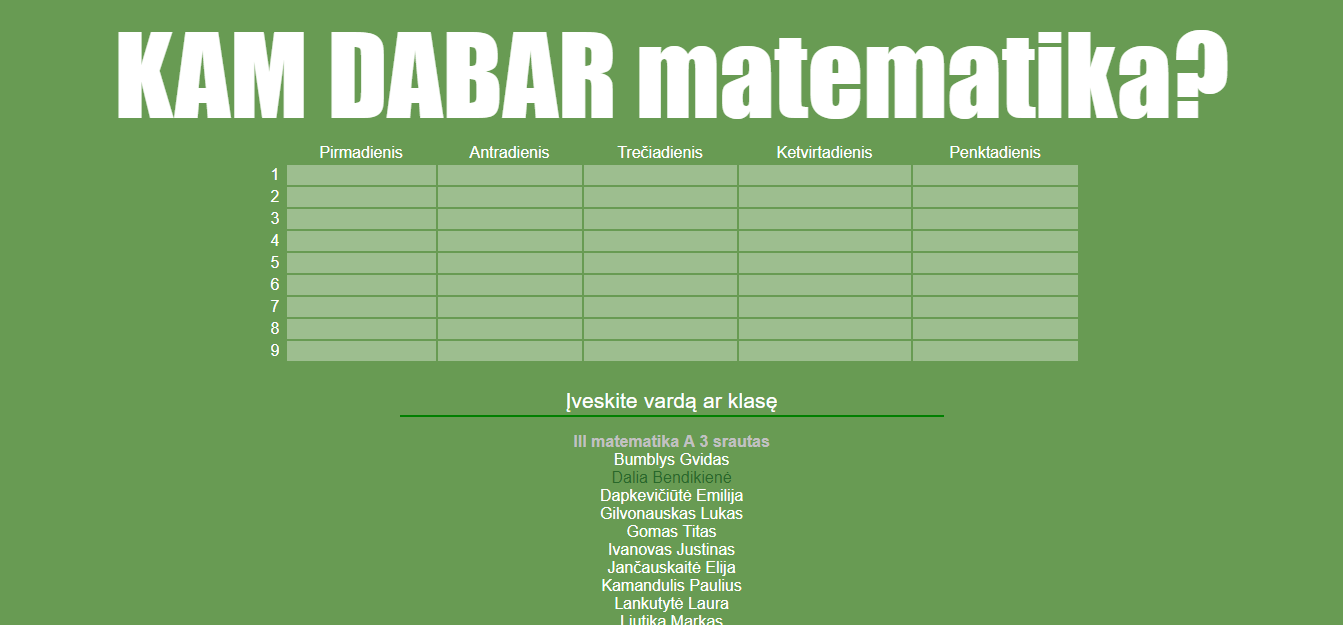 KAM DABAR matematika?
Pirmadienis Antradienis Trečiadienis Ketvirtadienis Penktadienis
1
2
3
4
5
6
7
8
9
Įveskite vardą ar klasę
III matematika A 3 srautas
Bumblys Gvidas
Dalia Bendikienė
Dapkevičiūtė Emilija
Gilvonauskas Lukas
Gomas Titas
Ivanovas Justinas
Jančauskaitė Elija
Kamandulis Paulius
Lankutytė Laura
Liutika Markas